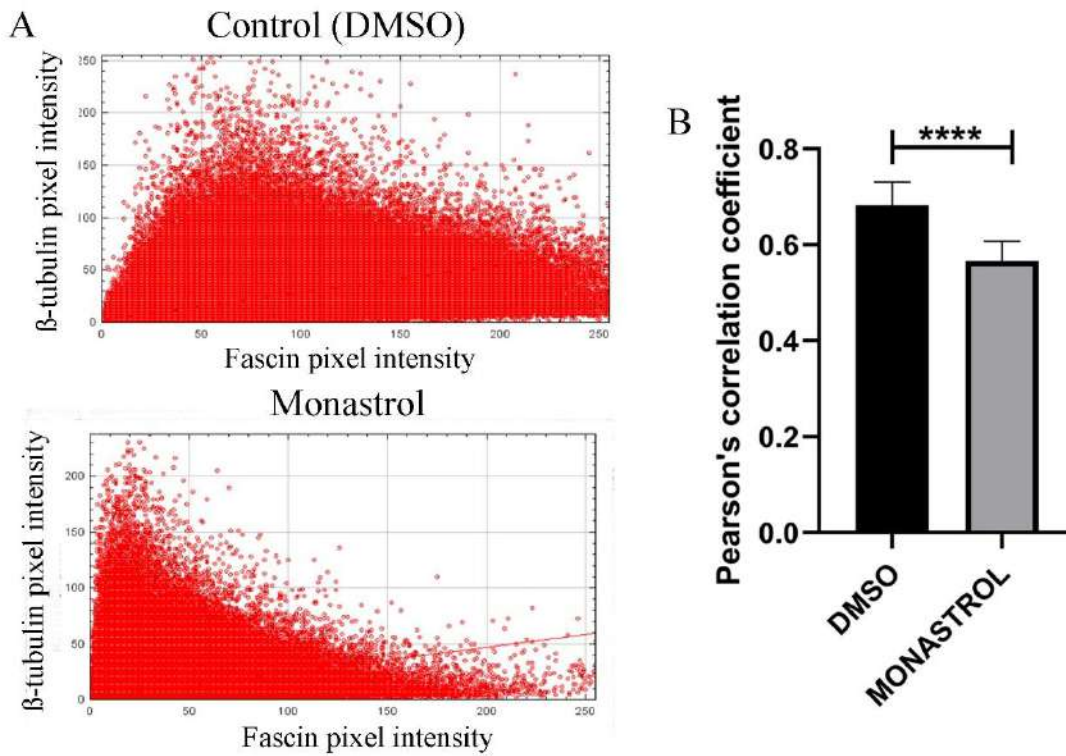 A
Control (DMSO)
250
200
150
100
50
0
0 50 100 150 200 250
ß-tubulin pixel intensity
Fascin pixel intensity
Monastrol
200
150
100
50
0
0 50 100 150 200 250
ß-tubulin pixel intensity
Fascin pixel intensity
B
****
0.8
0.6
0.4
0.2
0.0
Pearson's correlation coefficient
DMSO
MONASTROL